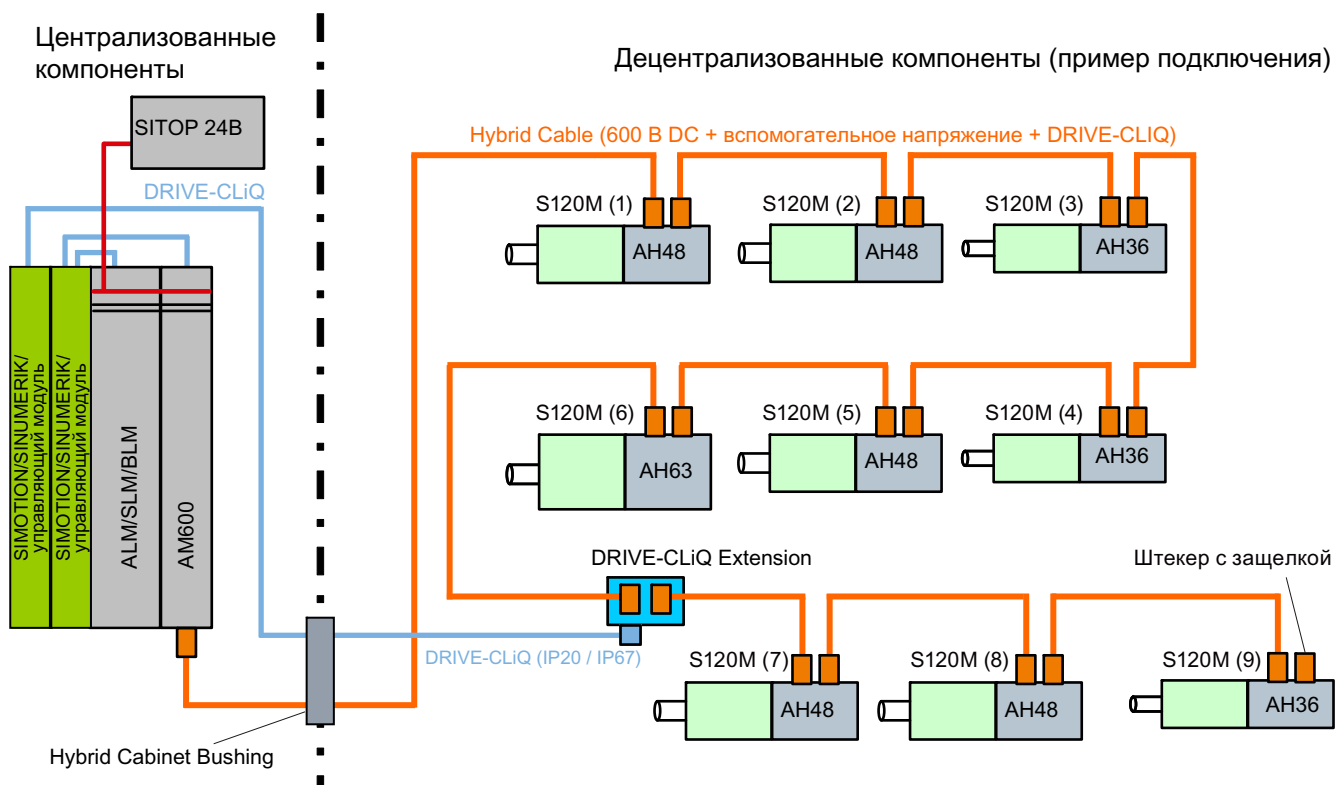 Централизованные
компоненты
Децентрализованные компоненты (пример подключения)
SITOP 24В
Hybrid Cable (600 В DC + вспомогательное напряжение + DRIVE-CLIQ)
DRIVE-CLiQ
S120M (1)
AH48
S120M (2)
AH48
S120M (3)
AH36
SIMOTION/SINUMERIK/
управляющий модуль
SIMOTION/SINUMERIK/
управляющий модуль
ALM/SLM/BLM
AM600
S120M (6)
AH63
S120M (5)
AH48
S120M (4)
AH36
DRIVE-CLiQ Extension
Штекер с защелкой
DRIVE-CLiQ (IP20 / IP67)
S120M (7)
AH48
S120M (8)
AH48
S120M (9)
AH36
Hybrid Cabinet Bushing